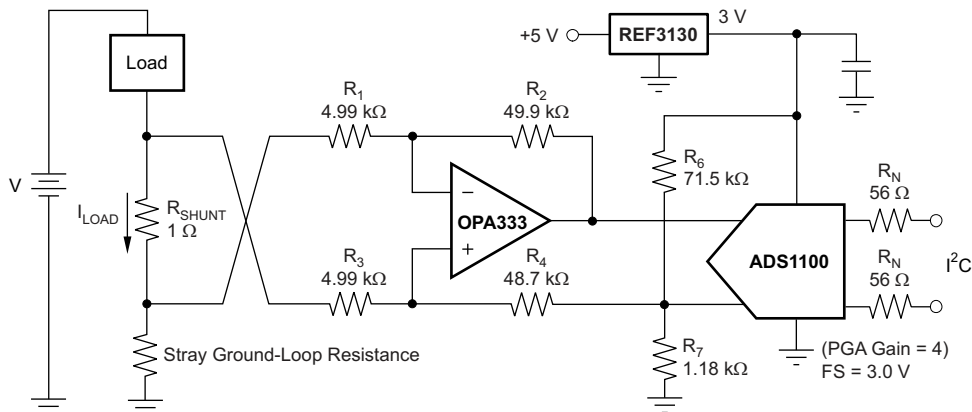 3 V
+5 V
REF3130
Load
R1
4.99 kΩ
R2
49.9 kΩ
R6
71.5 kΩ
RN
56 Ω
V
ILOAD
RSHUNT
1 Ω
−
OPA333
+
ADS1100
I²C
R3
4.99 kΩ
R4
48.7 kΩ
RN
56 Ω
Stray Ground-Loop Resistance
R7
1.18 kΩ
(PGA Gain = 4)
FS = 3.0 V